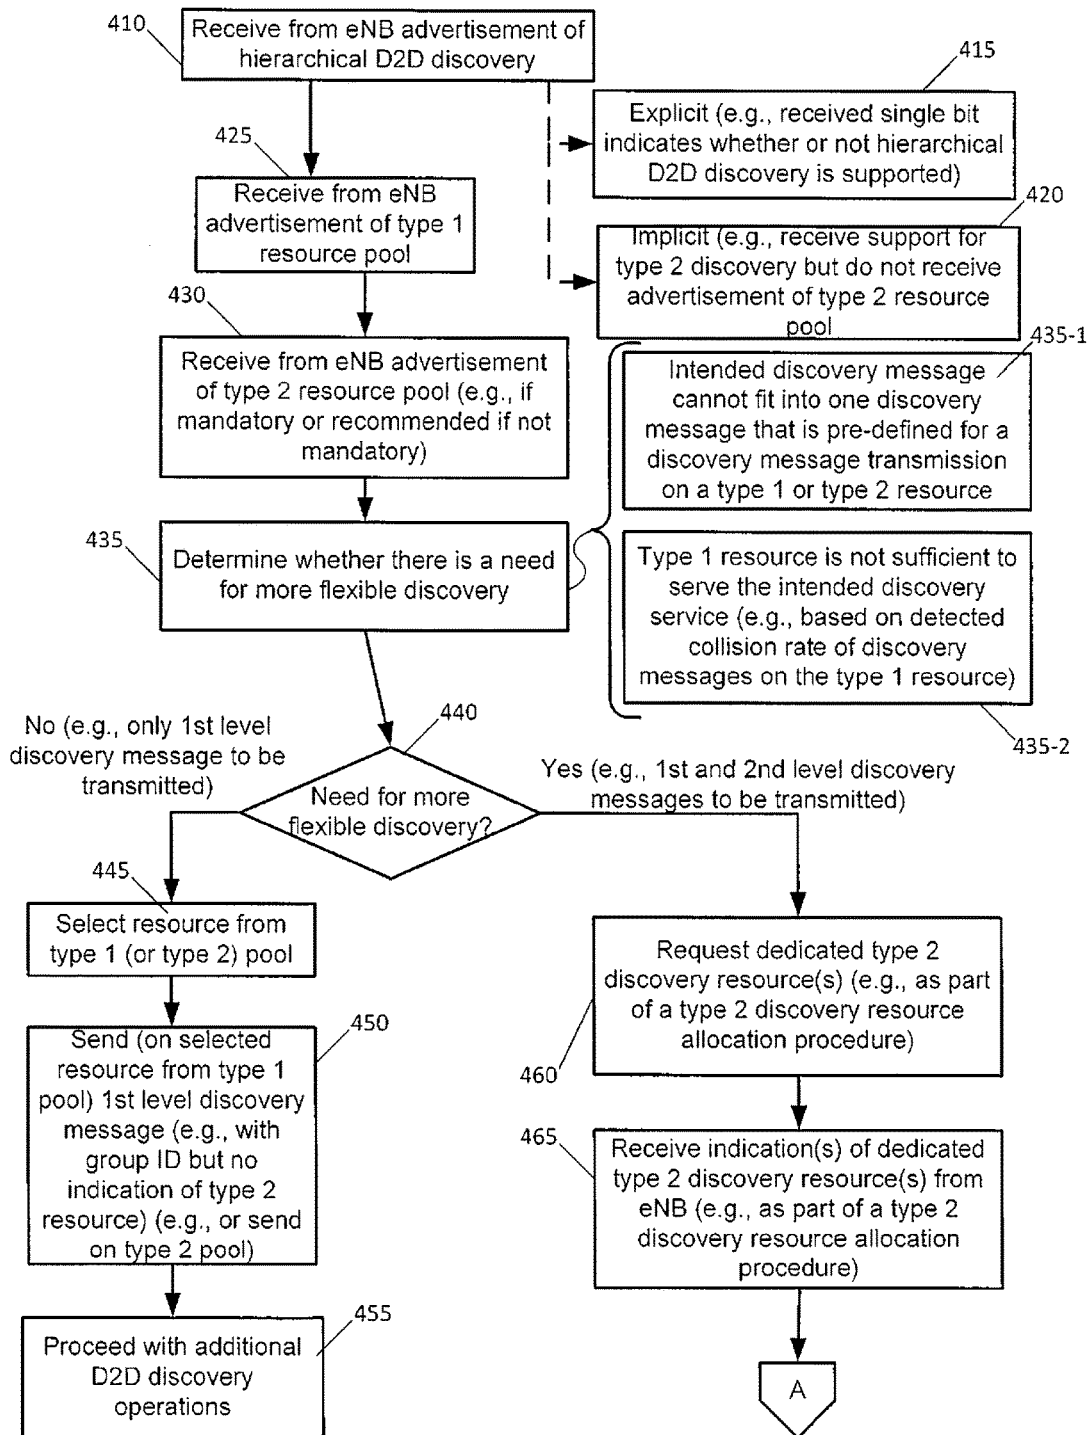 410
Receive from eNB advertisement of
hierarchical D2D discovery
415
Explicit (e.g., received single bit
indicates whether or not hierarchical
D2D discovery is supported)
425
Receive from eNB
advertisement of type 1
resource pool
420
Implicit (e.g., receive support for
type 2 discovery but do not receive
advertisement of type 2 resource
pool
430
Receive from eNB advertisement
of type 2 resource pool (e.g., if
mandatory or recommended if not
mandatory)
435-1
Intended discovery message
cannot fit into one discovery
message that is pre-defined for a
discovery message transmission
on a type 1 or type 2 resource
435
Determine whether there is a need
for more flexible discovery
Type 1 resource is not sufficient to
serve the intended discovery
service (e.g., based on detected
collision rate of discovery
messages on the type 1 resource)
435-2
440
No (e.g., only 1st level
discovery message to be
transmitted)
Need for more
flexible discovery?
Yes (e.g., 1st and 2nd level discovery
messages to be transmitted)
445
Select resource from
type 1 (or type 2) pool
450
Send (on selected
resource from type 1
pool) 1st level discovery
message (e.g., with
group ID but no
indication of type 2
resource) (e.g., or send
on type 2 pool)
455
Proceed with additional
D2D discovery
operations
Request dedicated type 2
discovery resource(s) (e.g., as part
of a type 2 discovery resource
allocation procedure)
460
465
Receive indication(s) of dedicated
type 2 discovery resource(s) from
eNB (e.g., as part of a type 2
discovery resource allocation
procedure)
A